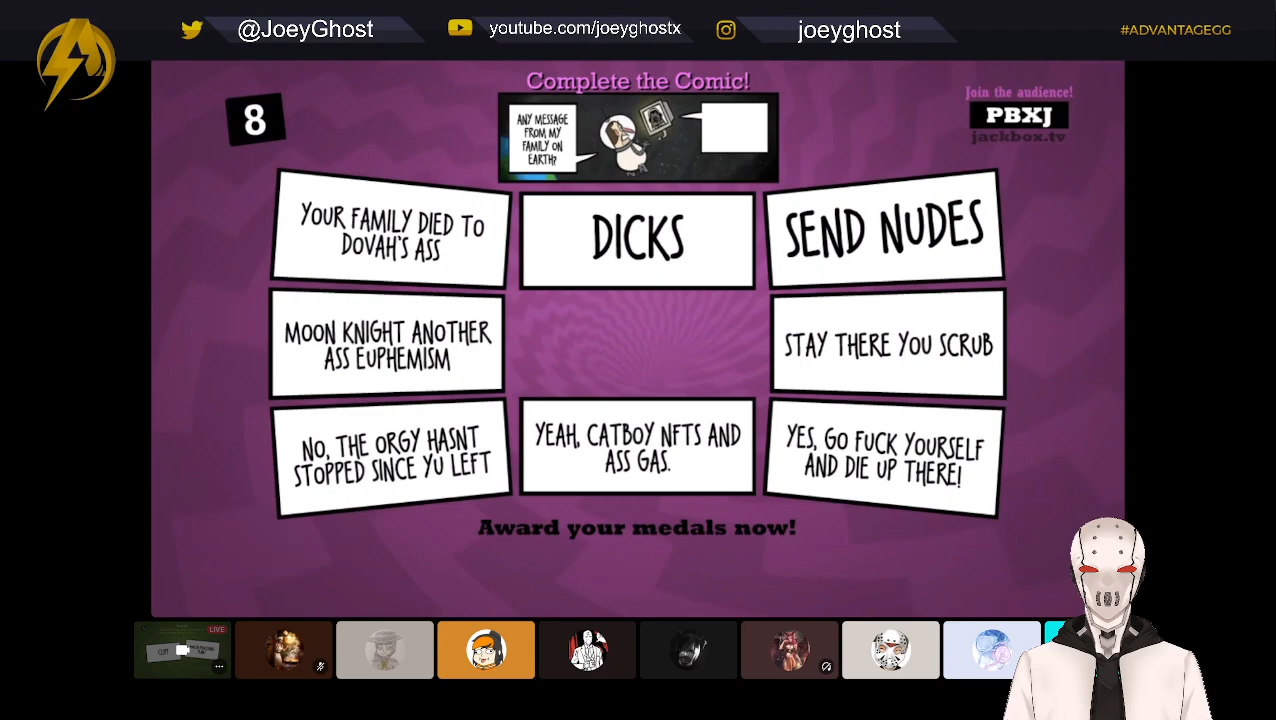 @JoeyGhost
youtube.com/joeyghostx
joeyghost
#ADVANTAGEGG
Complete the Comic!
8
ANY MESSAGE
FROM MY
FAMILY ON
EARTH?
Join the audience!
PBXJ
jackbox.tv
YOUR FAMILY DIED TO
DOVAH'S ASS
DICKS
SEND NUDES
MOON KNIGHT ANOTHER
ASS EUPHEMISM
STAY THERE YOU SCRUB
NO, THE ORGY HASNT
STOPPED SINCE YU LEFT
YEAH, CATBOY NFTS AND
ASS GAS.
YES, GO FUCK YOURSELF
AND DIE UP THERE!
Award your medals now!
LIVE